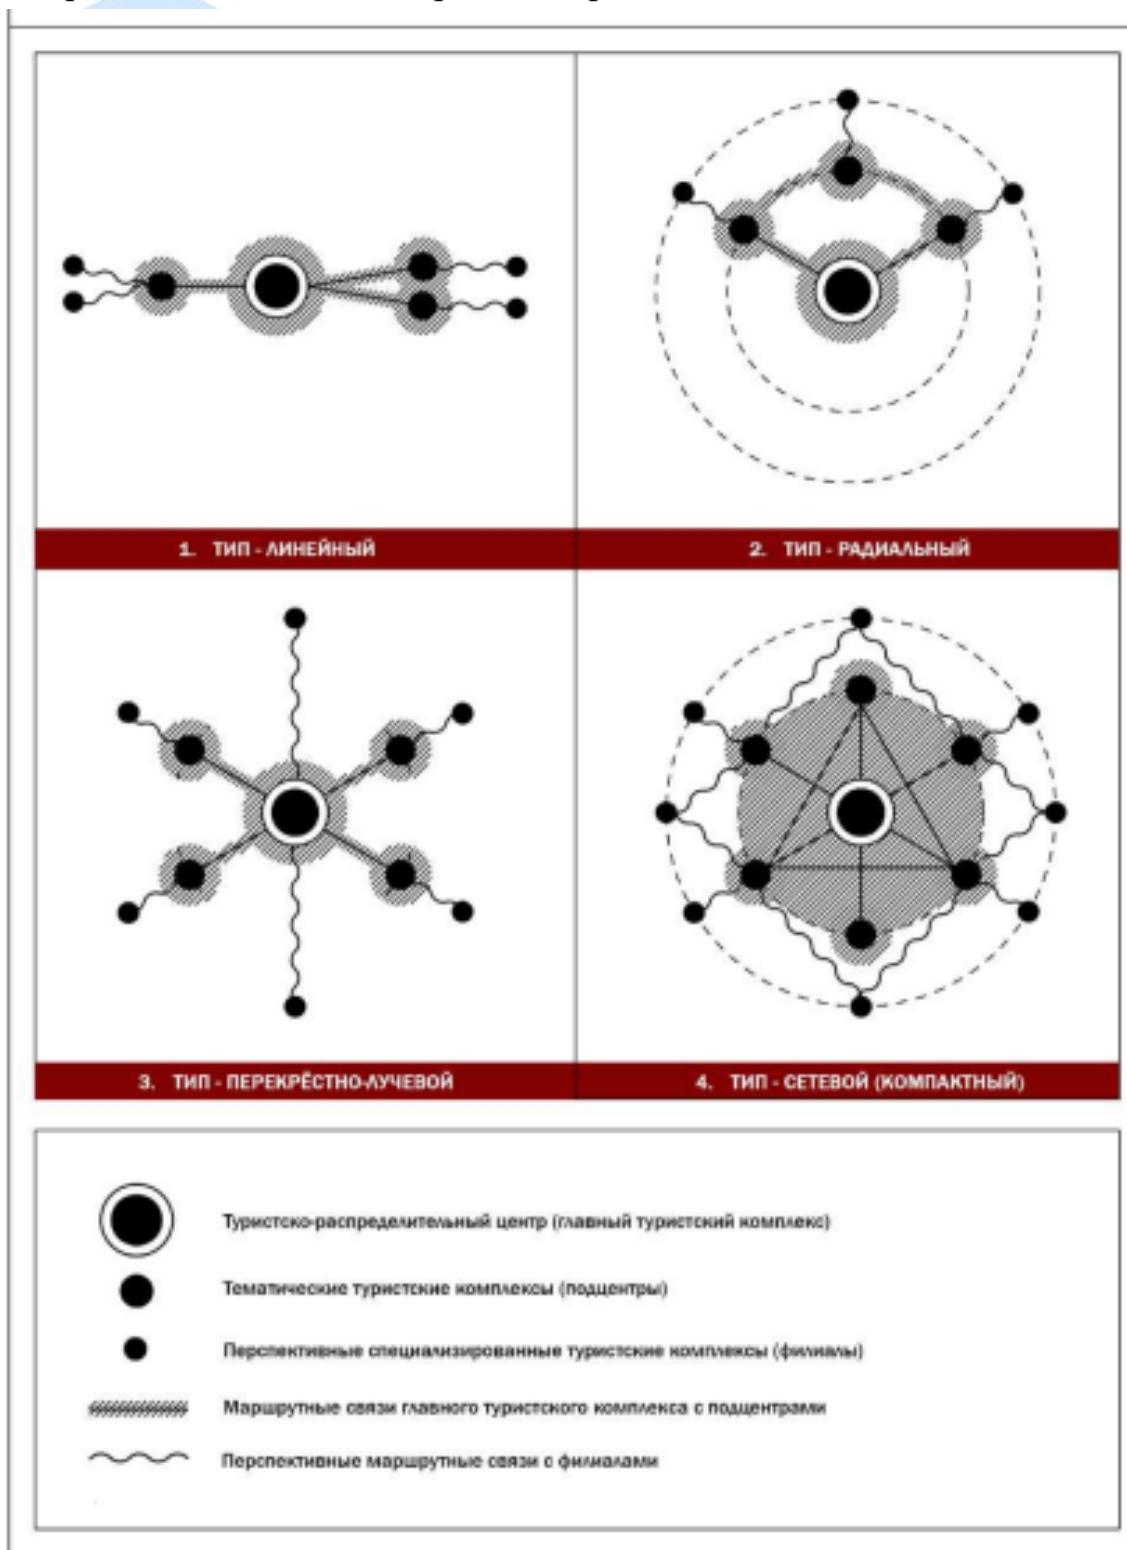 1. ТИП - ЛИНЕЙНЫЙ
2. ТИП - РАДИАЛЬНЫЙ
3. ТИП - ПЕРЕКРЁСТНО-ЛУЧЕВОЙ
4. ТИП - СЕТЕВОЙ (КОМПАКТНЫЙ)
Туристско-распределительный центр (главный туристский комплекс)
Тематические туристские комплексы (подцентры)
Перспективные специализированные туристские комплексы (филиалы)
Маршрутные связи главного туристского комплекса с подцентрами
Перспективные маршрутные связи с филиалами